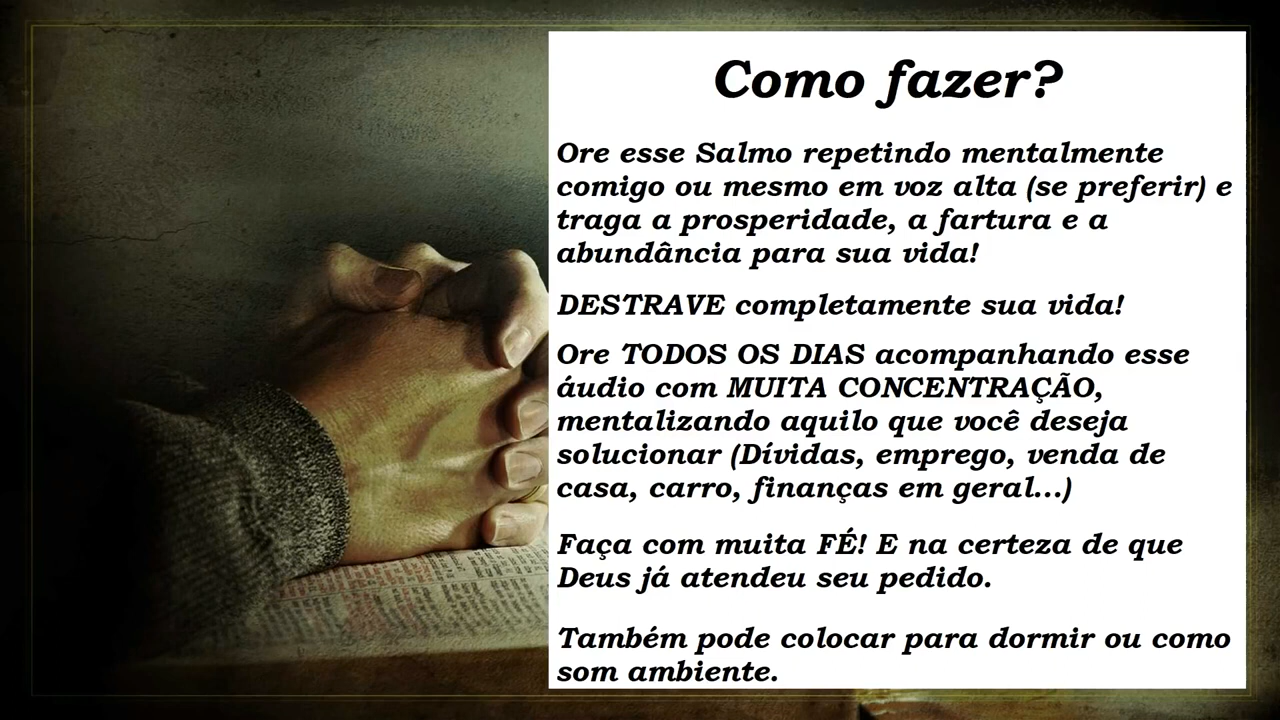 Como fazer?
Ore esse Salmo repetindo mentalmente
comigo ou mesmo em voz alta (se preferir) e
traga a prosperidade, a fartura e a
abundância para sua vida!
DESTRAVE completamente sua vida!
Ore TODOS OS DIAS acompanhando esse
áudio com MUITA CONCENTRAÇÃO,
mentalizando aquilo que você deseja
solucionar (Dívidas, emprego, venda de
casa, carro, finanças em geral...)
Faça com muita FÉ! E na certeza de que
Deus já atendeu seu pedido.
Também pode colocar para dormir ou como
som ambiente.